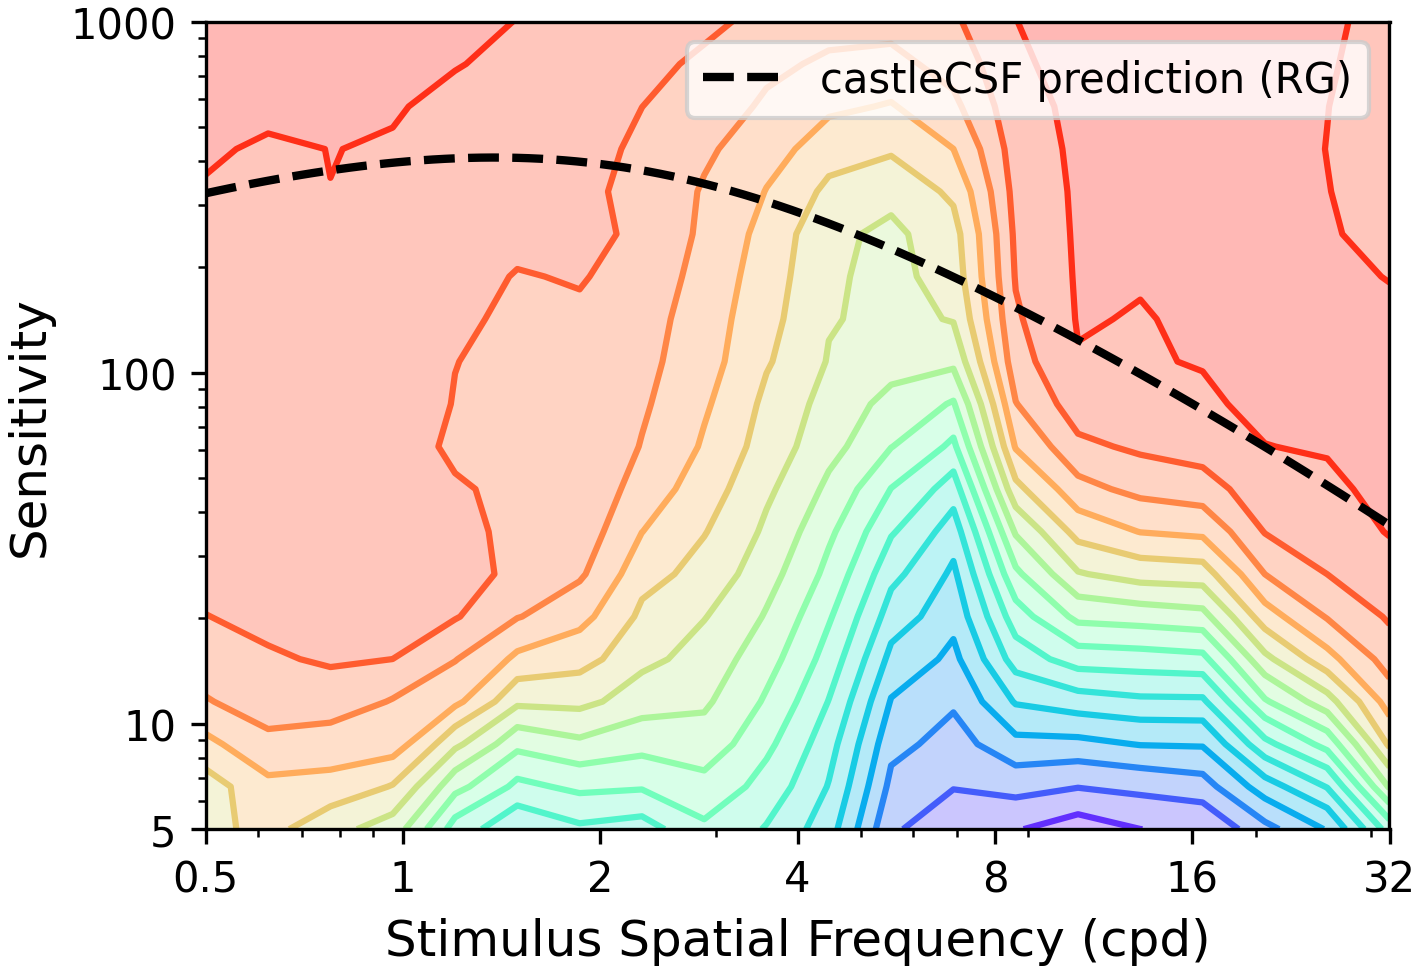 1000
castleCSF prediction (RG)
Sensitivity
100
10
5
0.5 1 2 4 8 16 32
Stimulus Spatial Frequency (cpd)